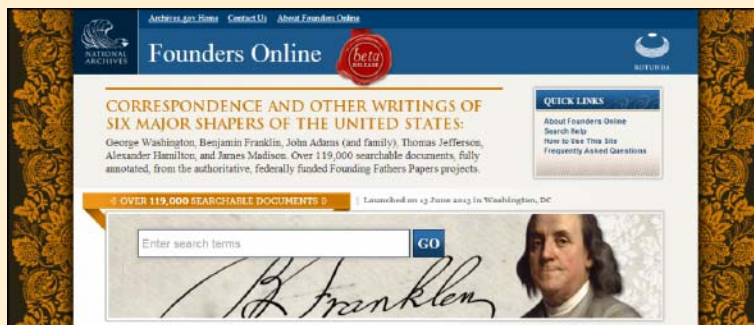 Archives.gov Home Contact Us About Founders Online
NATIONAL
ARCHIVES
Founders Online
beta
RELEASE
ROTUNDA
CORRESPONDENCE AND OTHER WRITINGS OF
SIX MAJOR SHAPERS OF THE UNITED STATES:
George Washington, Benjamin Franklin, John Adams (and family), Thomas Jefferson,
Alexander Hamilton, and James Madison. Over 119,000 searchable documents, fully
annotated, from the authoritative, federally funded Founding Fathers Papers projects.
QUICK LINKS
About Founders Online
Search Help
How to Use This Site
Frequently Asked Questions
OVER 119,000 SEARCHABLE DOCUMENTS
Launched on 13 June 2013 in Washington, DC
Enter search terms
GO
B Franklin